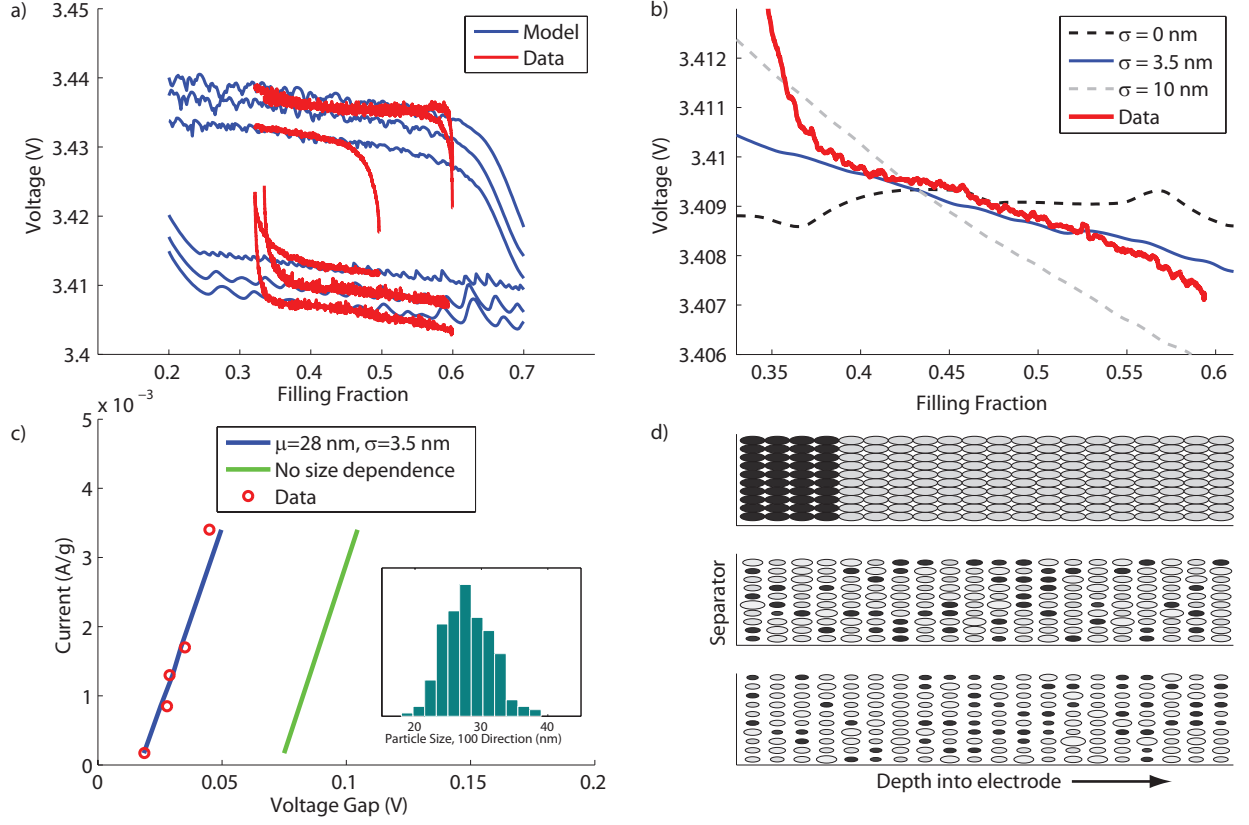 a)
3.45
3.44
3.43
3.42
3.41
3.4
Voltage (V)
Model
Data
0.2 0.3 0.4 0.5 0.6 0.7
Filling Fraction
b)
3.412
3.411
3.41
3.409
3.408
3.407
3.406
Voltage (V)
σ = 0 nm
σ = 3.5 nm
σ = 10 nm
Data
0.35 0.4 0.45 0.5 0.55 0.6
Filling Fraction
c)
x 10⁻³
5
4
3
2
1
0
Current (A/g)
μ=28 nm, σ=3.5 nm
No size dependence
Data
20 30 40
Particle Size, 100 Direction (nm)
0 0.05 0.1 0.15 0.2
Voltage Gap (V)
d)
Separator
Depth into electrode